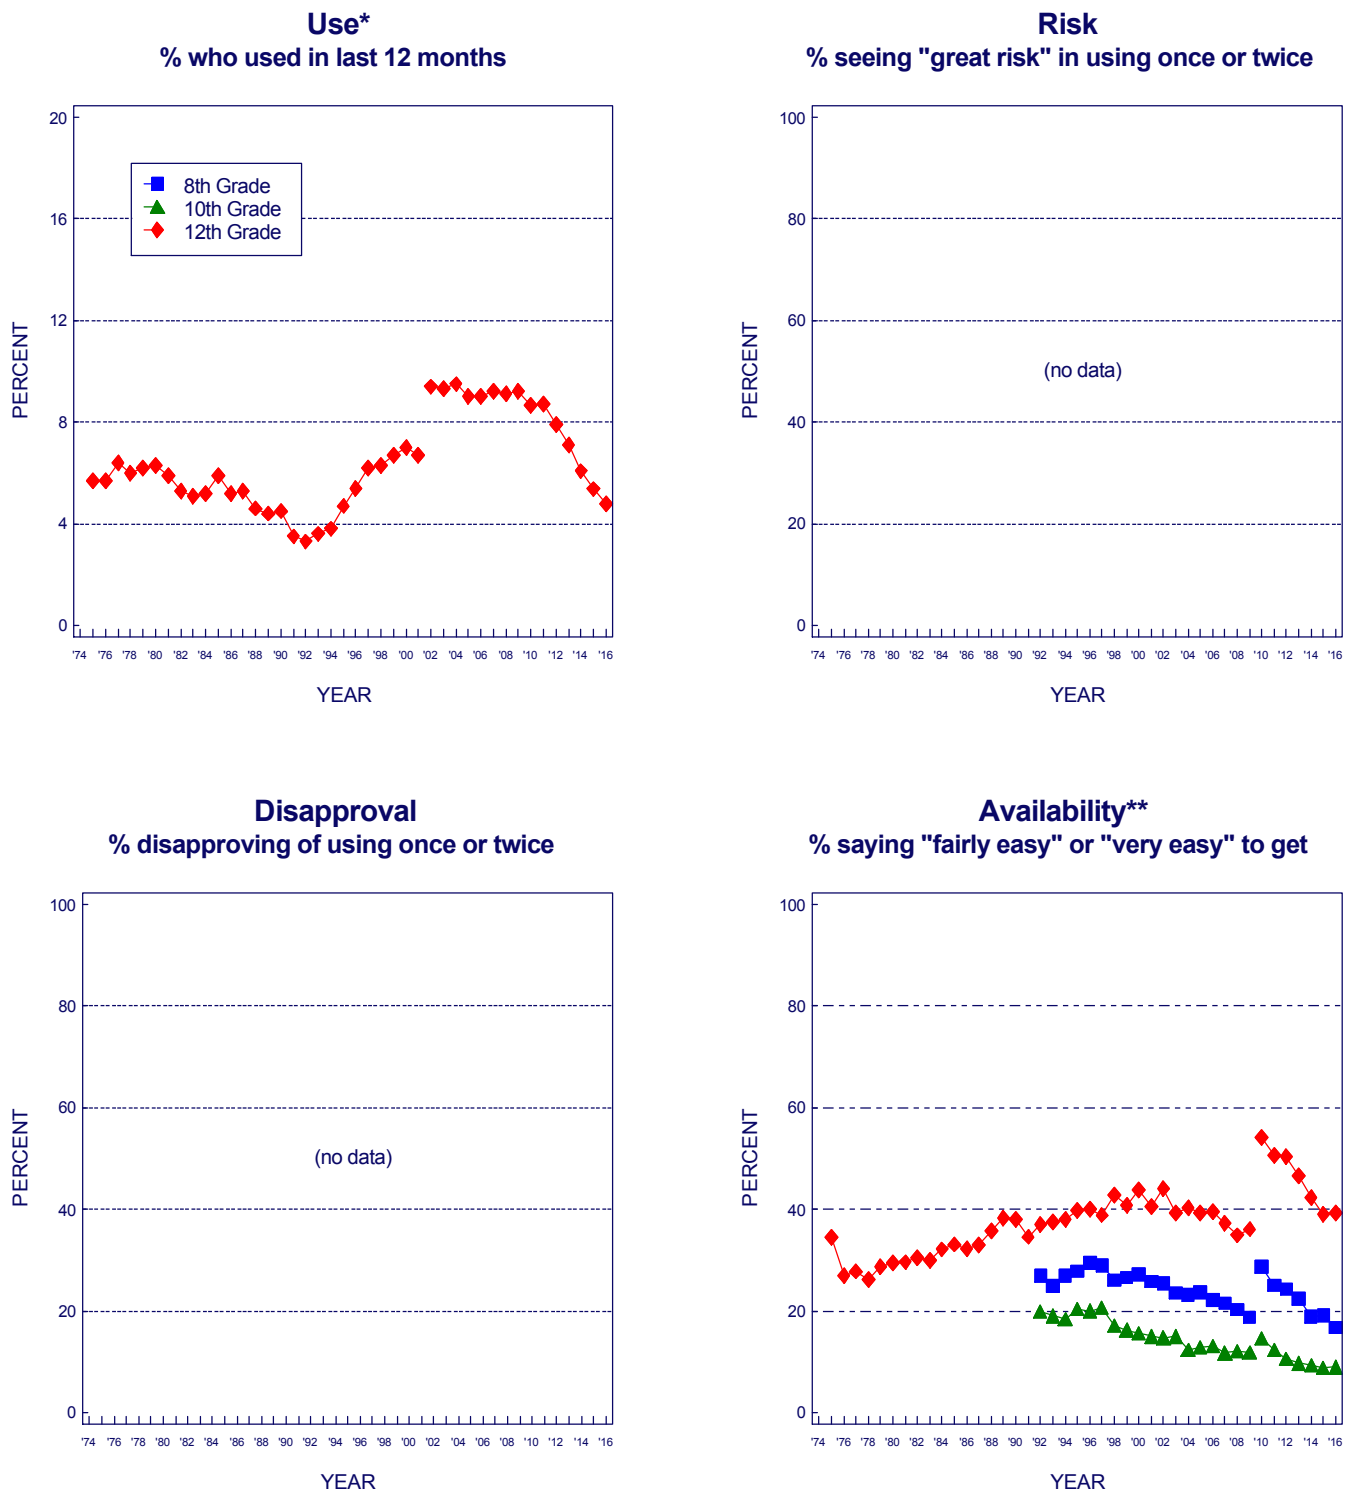 Use*
% who used in last 12 months
20
16
12
8
4
0
PERCENT
8th Grade
10th Grade
12th Grade
'74 '76 '78 '80 '82 '84 '86 '88 '90 '92 '94 '96 '98 '00 '02 '04 '06 '08 '10 '12 '14 '16
YEAR
Risk
% seeing "great risk" in using once or twice
100
80
60
40
20
0
PERCENT
(no data)
'74 '76 '78 '80 '82 '84 '86 '88 '90 '92 '94 '96 '98 '00 '02 '04 '06 '08 '10 '12 '14 '16
YEAR
Disapproval
% disapproving of using once or twice
100
80
60
40
20
0
PERCENT
(no data)
'74 '76 '78 '80 '82 '84 '86 '88 '90 '92 '94 '96 '98 '00 '02 '04 '06 '08 '10 '12 '14 '16
YEAR
Availability**
% saying "fairly easy" or "very easy" to get
100
80
60
40
20
0
PERCENT
'74 '76 '78 '80 '82 '84 '86 '88 '90 '92 '94 '96 '98 '00 '02 '04 '06 '08 '10 '12 '14 '16
YEAR